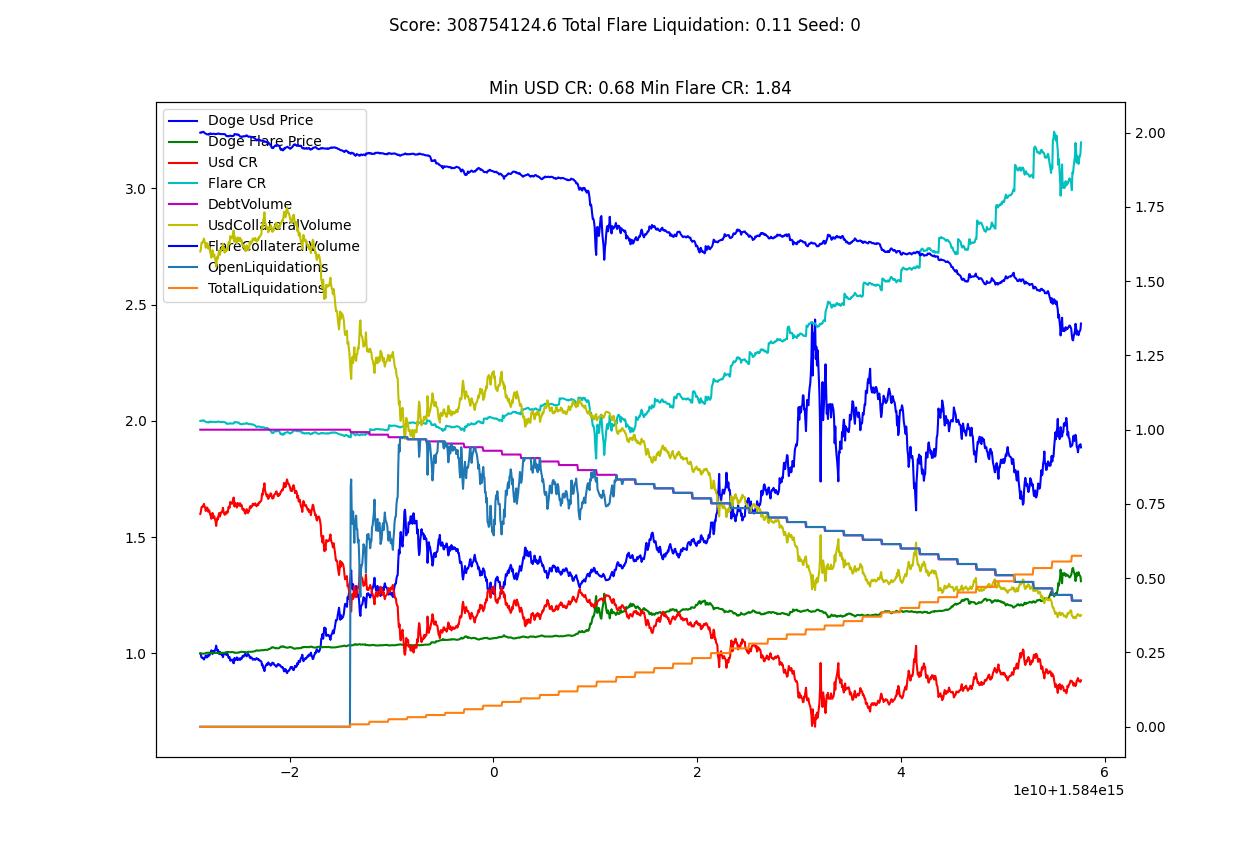 Score: 308754124.6 Total Flare Liquidation: 0.11 Seed: 0
Min USD CR: 0.68 Min Flare CR: 1.84
Doge Usd Price
Doge Flare Price
Usd CR
Flare CR
DebtVolume
UsdCollateralVolume
FlareCollateralVolume
OpenLiquidations
TotalLiquidations
3.0
2.5
2.0
1.5
1.0
2.00
1.75
1.50
1.25
1.00
0.75
0.50
0.25
0.00
−2
0
2
4
6
1e10+1.584e15